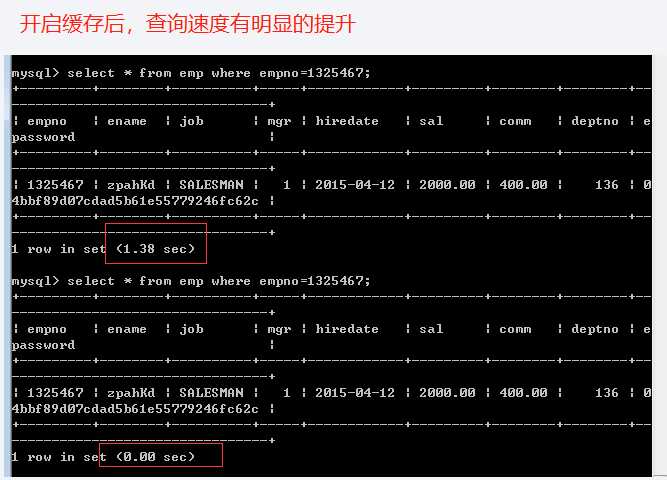 开启缓存后，查询速度有明显的提升
mysql> select * from emp where empno=1325467;
+---------+--------+----------+-----+------------+---------+--------+--------+--
--------------------------------+
| empno   | ename  | job      | mgr | hiredate   | sal     | comm   | deptno | e
password                        |
+---------+--------+----------+-----+------------+---------+--------+--------+--
--------------------------------+
| 1325467 | zpahKd | SALESMAN |   1 | 2015-04-12 | 2000.00 | 400.00 |    136 | 0
4bbf89d07cdad5b61e55779246fc62c |
+---------+--------+----------+-----+------------+---------+--------+--------+--
--------------------------------+
1 row in set (1.38 sec)
mysql> select * from emp where empno=1325467;
+---------+--------+----------+-----+------------+---------+--------+--------+--
--------------------------------+
| empno   | ename  | job      | mgr | hiredate   | sal     | comm   | deptno | e
password                        |
+---------+--------+----------+-----+------------+---------+--------+--------+--
--------------------------------+
| 1325467 | zpahKd | SALESMAN |   1 | 2015-04-12 | 2000.00 | 400.00 |    136 | 0
4bbf89d07cdad5b61e55779246fc62c |
+---------+--------+----------+-----+------------+---------+--------+--------+--
--------------------------------+
1 row in set (0.00 sec)